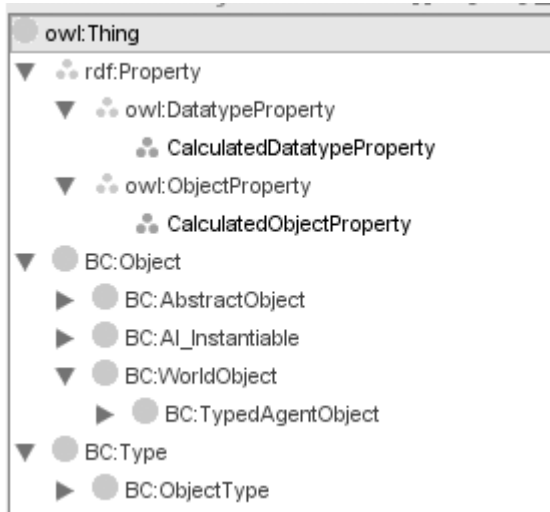 owl:Thing
rdf:Property
owl:DatatypeProperty
CalculatedDatatypeProperty
owl:ObjectProperty
CalculatedObjectProperty
BC:Object
BC:AbstractObject
BC:AI_Instantiable
BC:WorldObject
BC:TypedAgentObject
BC:Type
BC:ObjectType